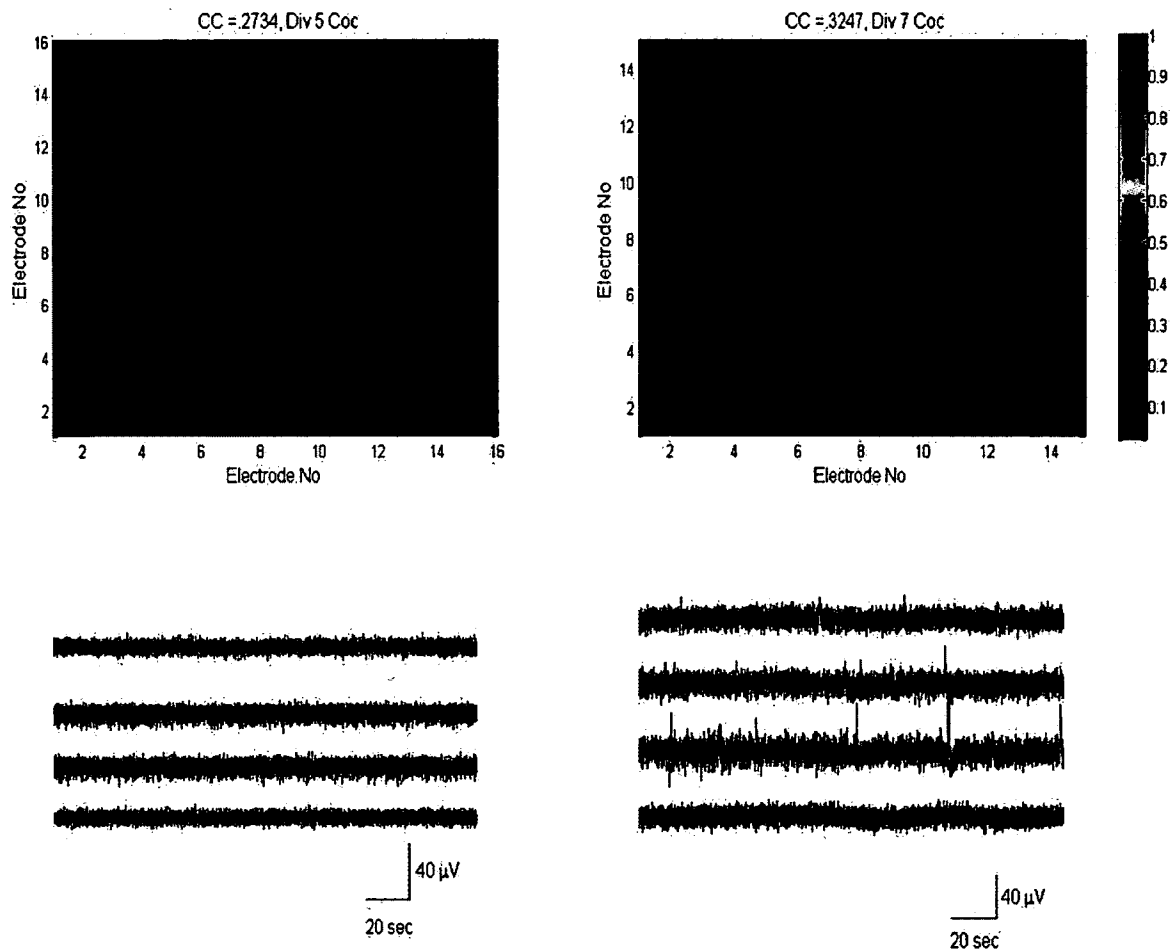 CC =.2734, Div 5 Coc
16
14
12
10
8
6
4
2
Electrode No
2 4 6 8 10 12 14 16
Electrode.No
CC =.3247, Div 7 Coc
14
12
10
8
6
4
2
Electrode No
2 4 6 8 10 12 14
Electrode No
1
0.9
0.8
0.7
0.6
0.5
0.4
0.3
0.2
0.1
40 µV
20 sec
40 µV
20 sec